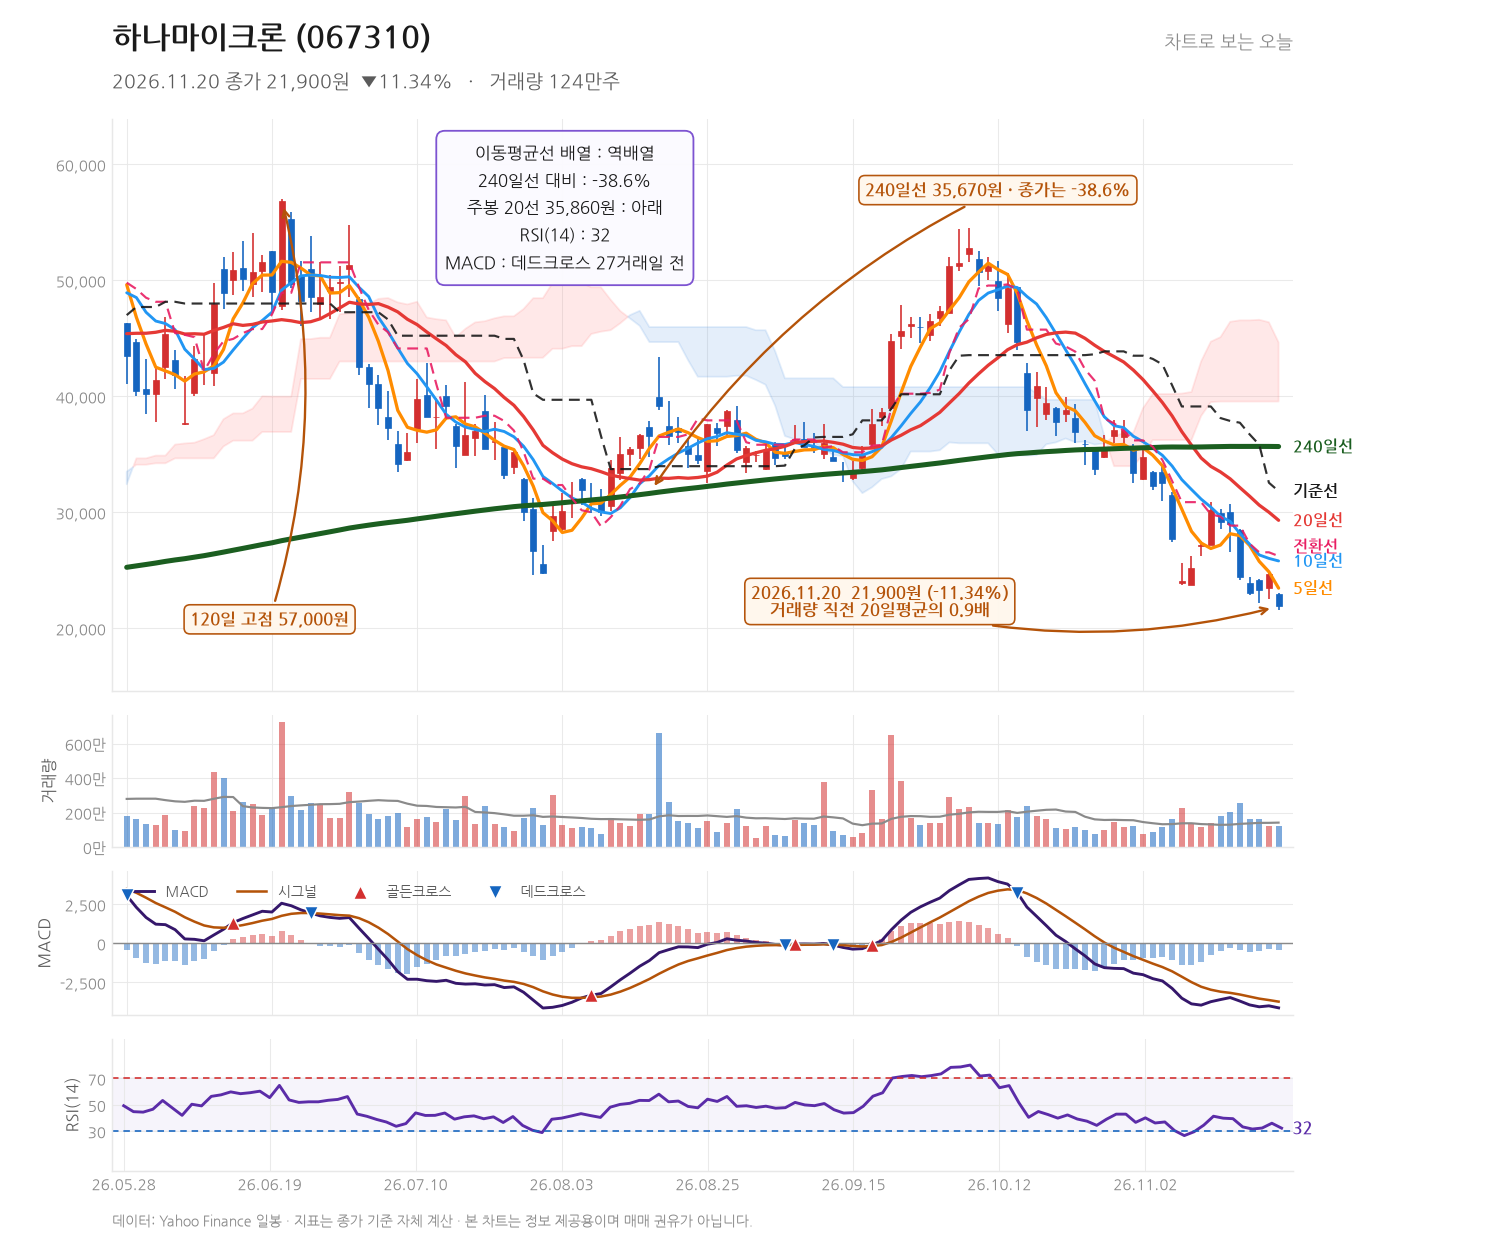 하나마이크론 (067310)
차트로 보는 오늘
2026.11.20 종가 21,900원 ▼11.34% · 거래량 124만주
이동평균선 배열 : 역배열
240일선 대비 : -38.6%
주봉 20선 35,860원 : 아래
RSI(14) : 32
MACD : 데드크로스 27거래일 전
240일선 35,670원 · 종가는 -38.6%
120일 고점 57,000원
2026.11.20 21,900원 (-11.34%)
거래량 직전 20일평균의 0.9배
60,000
50,000
40,000
30,000
20,000
240일선
기준선
20일선
전환선
10일선
5일선
거래량
600만
400만
200만
0만
MACD
MACD
시그널
골든크로스
데드크로스
2,500
0
-2,500
RSI(14)
70
50
30
32
26.05.28
26.06.19
26.07.10
26.08.03
26.08.25
26.09.15
26.10.12
26.11.02
데이터: Yahoo Finance 일봉 · 지표는 종가 기준 자체 계산 · 본 차트는 정보 제공용이며 매매 권유가 아닙니다.